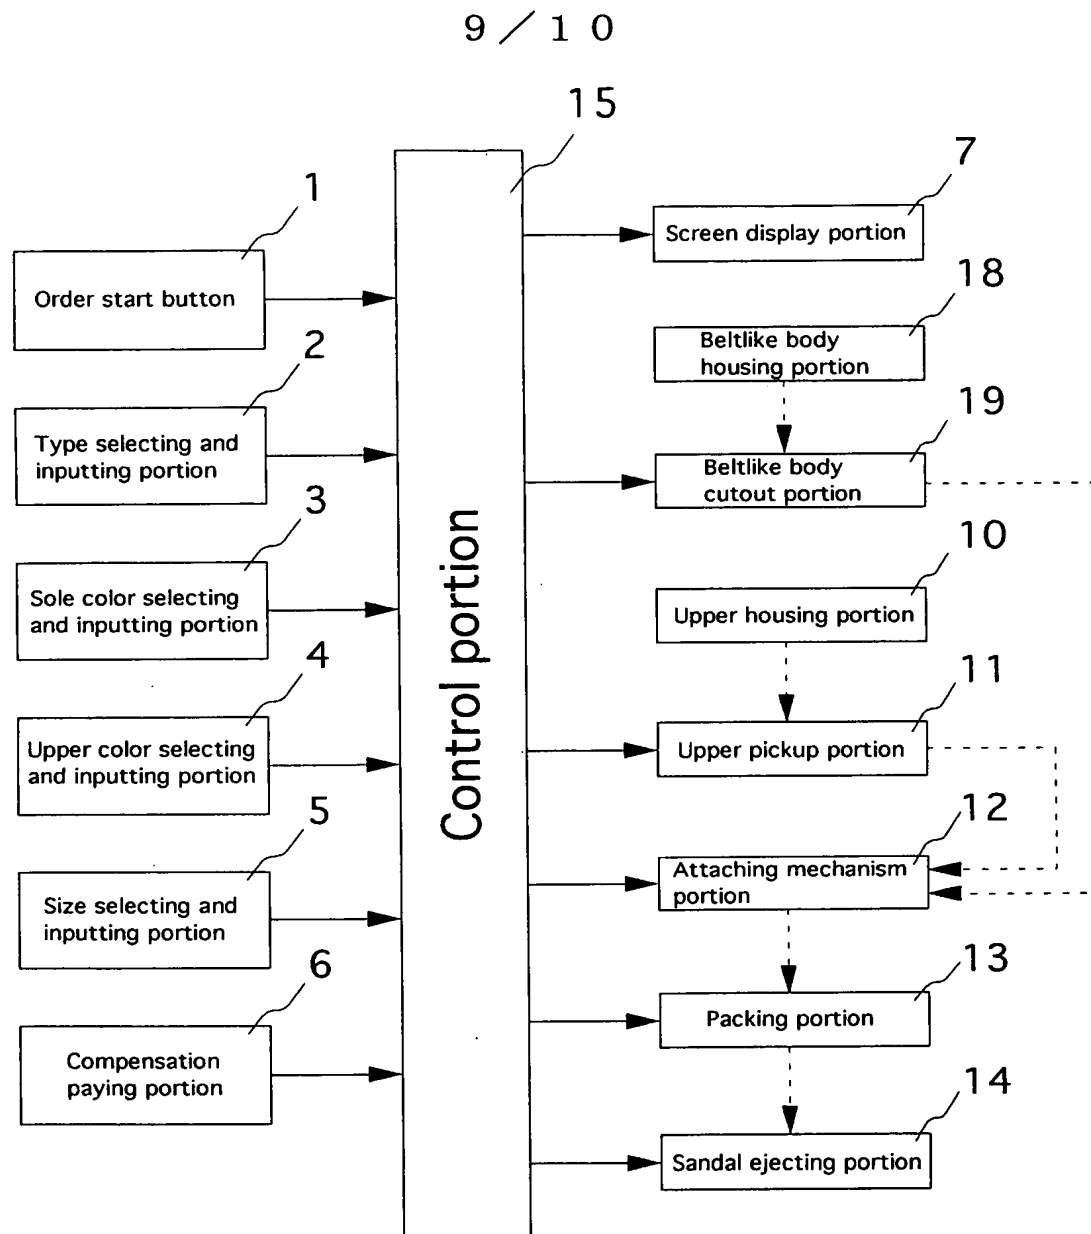 9／10
15
1
Order start button
2
Type selecting and
inputting portion
3
Sole color selecting
and inputting portion
4
Upper color selecting
and inputting portion
5
Size selecting and
inputting portion
6
Compensation
paying portion
Control portion
7
Screen display portion
18
Beltlike body
housing portion
19
Beltlike body
cutout portion
10
Upper housing portion
11
Upper pickup portion
12
Attaching mechanism
portion
13
Packing portion
14
Sandal ejecting portion